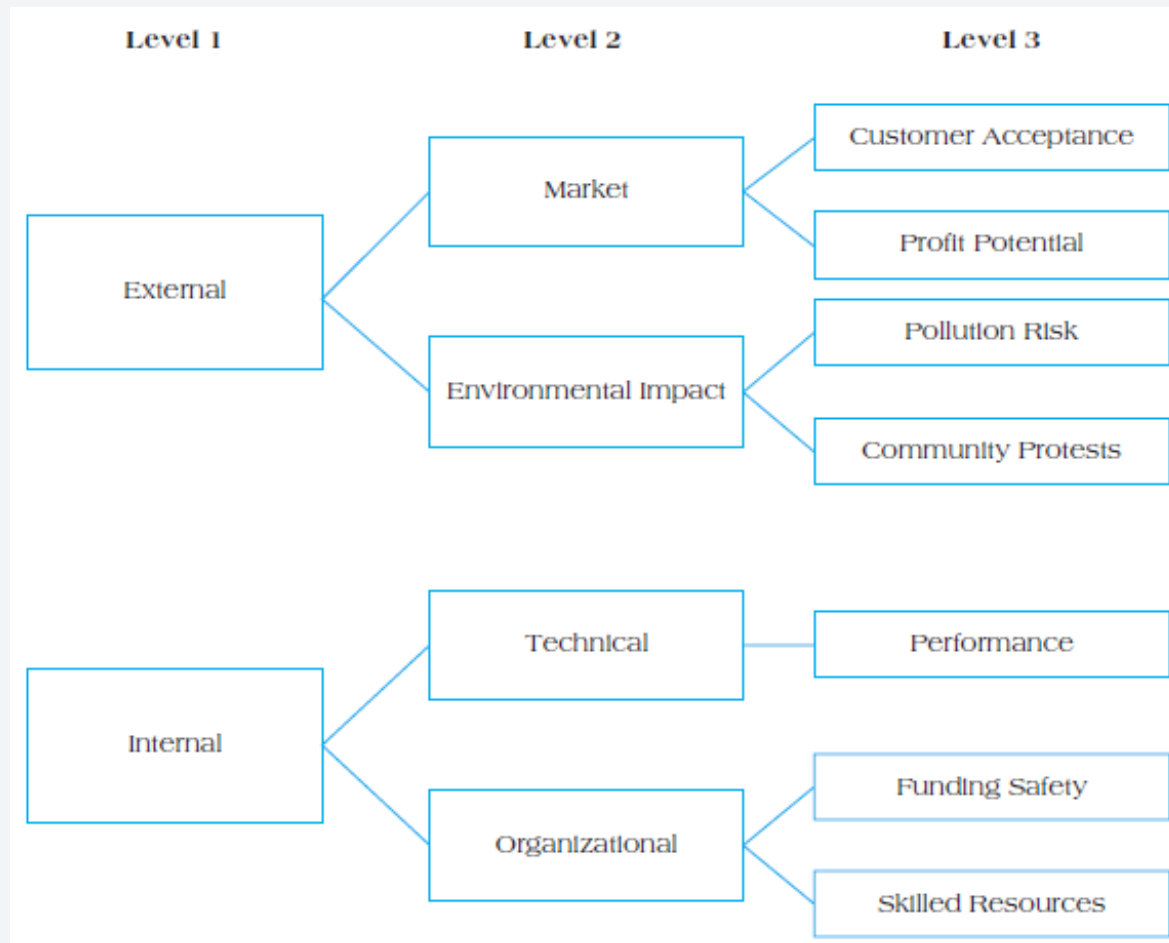 Level 1
Level 2
Level 3
External
Market
Customer Acceptance
Profit Potential
Environmental Impact
Pollution Risk
Community Protests
Internal
Technical
Performance
Organizational
Funding Safety
Skilled Resources